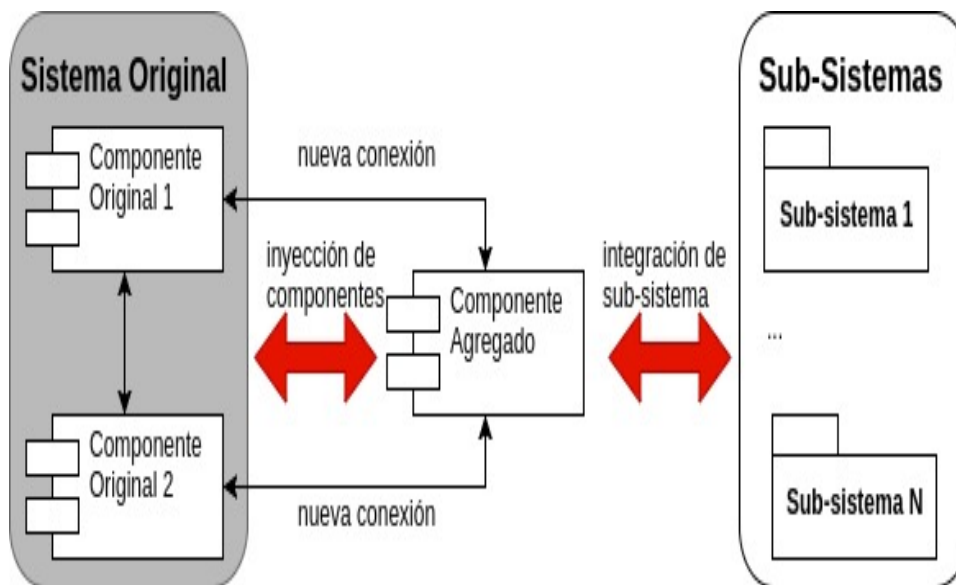 Sistema Original
Componente
Original 1
Componente
Original 2
nueva conexión
inyección de
componentes
Componente
Agregado
nueva conexión
integración de
sub-sistema
Sub-Sistemas
Sub-sistema 1
...
Sub-sistema N